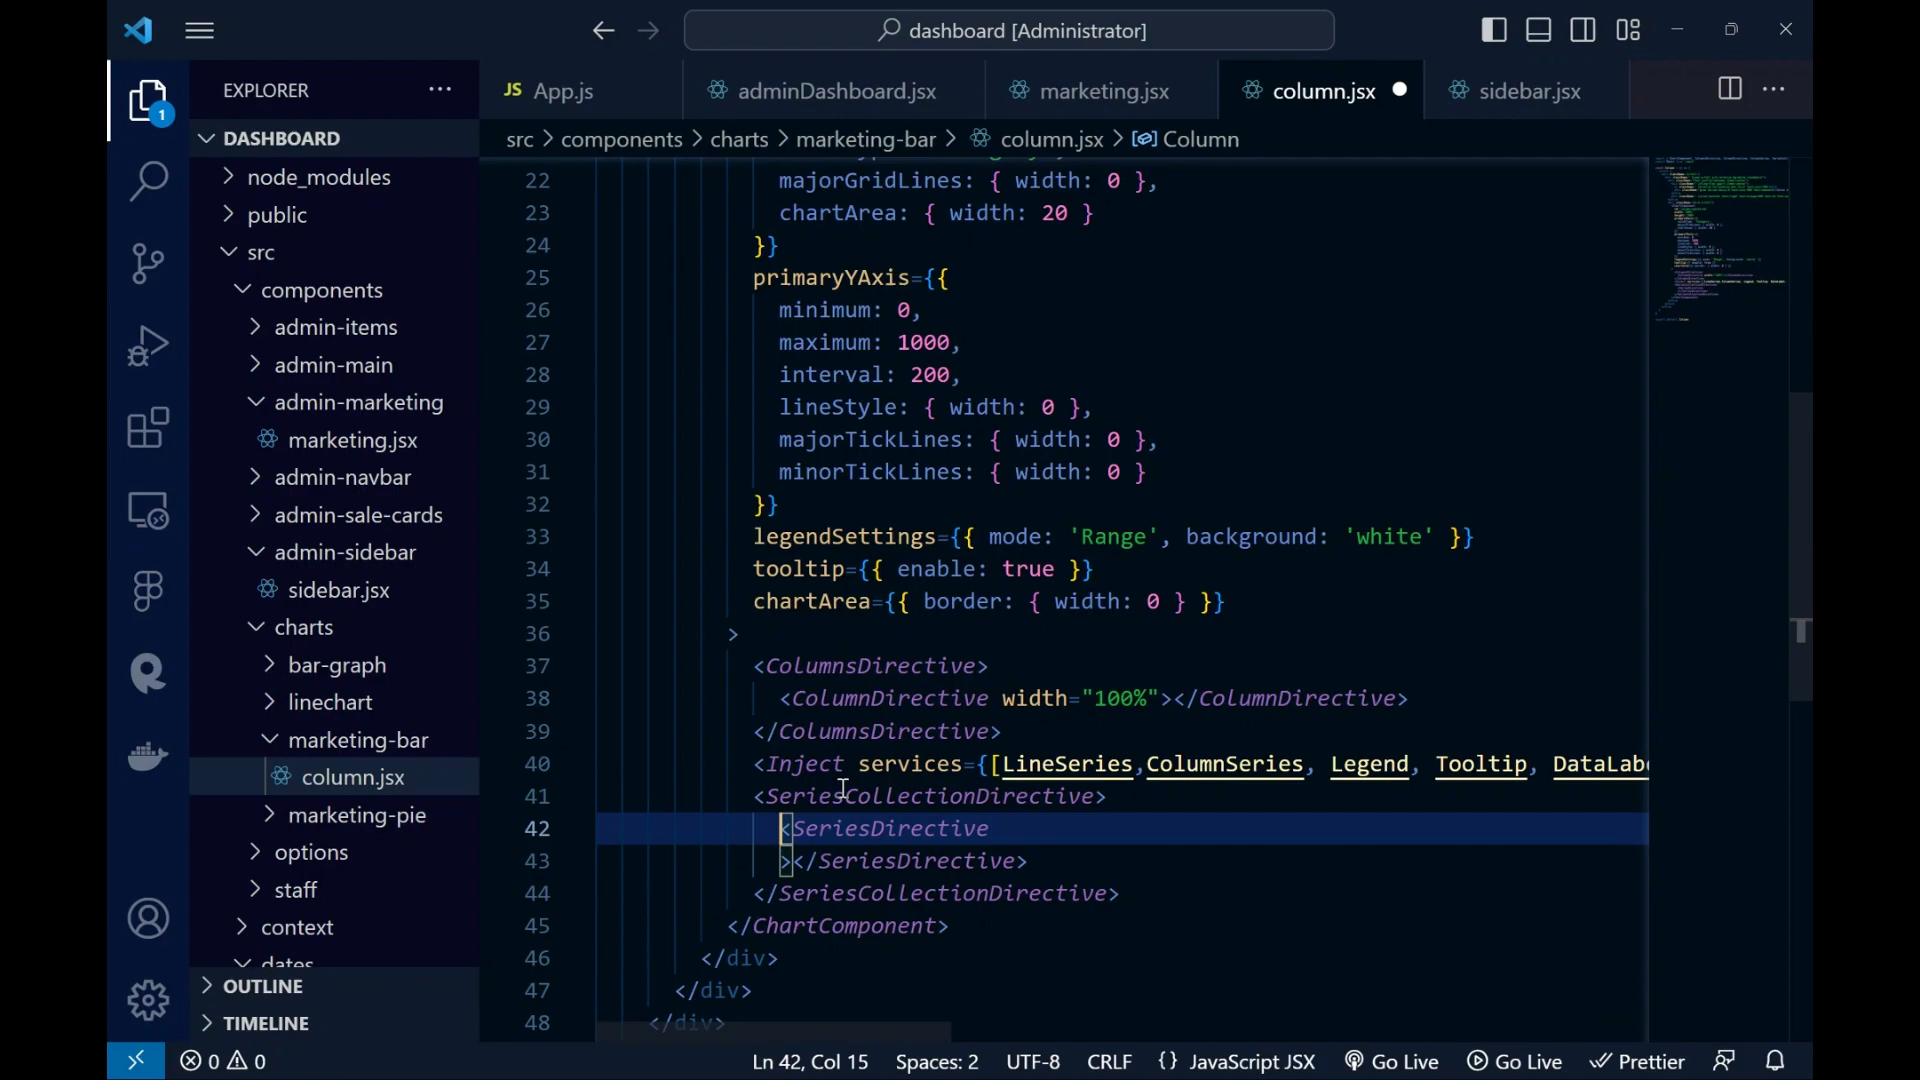 dashboard [Administrator]
EXPLORER
JS App.js
adminDashboard.jsx
marketing.jsx
column.jsx
sidebar.jsx
1
DASHBOARD
src > components > charts > marketing-bar > column.jsx > Column
node_modules
public
src
components
admin-items
admin-main
admin-marketing
marketing.jsx
admin-navbar
admin-sale-cards
admin-sidebar
sidebar.jsx
charts
bar-graph
linechart
marketing-bar
column.jsx
marketing-pie
options
staff
context
dates
OUTLINE
TIMELINE
22 majorGridLines: { width: 0 },
23 chartArea: { width: 20 }
24 }}
25 primaryYAxis={{
26 minimum: 0,
27 maximum: 1000,
28 interval: 200,
29 lineStyle: { width: 0 },
30 majorTickLines: { width: 0 },
31 minorTickLines: { width: 0 }
32 }}
33 legendSettings={{ mode: 'Range', background: 'white' }}
34 tooltip={{ enable: true }}
35 chartArea={{ border: { width: 0 } }}
36 >
37 <ColumnsDirective>
38 <ColumnDirective width="100%"></ColumnDirective>
39 </ColumnsDirective>
40 <Inject services={[LineSeries,ColumnSeries, Legend, Tooltip, DataLab
41 <SeriesCollectionDirective>
42 <SeriesDirective
43 ></SeriesDirective>
44 </SeriesCollectionDirective>
45 </ChartComponent>
46 </div>
47 </div>
48 </div>
0 0
Ln 42, Col 15
Spaces: 2
UTF-8
CRLF
{} JavaScript JSX
Go Live
Go Live
Prettier